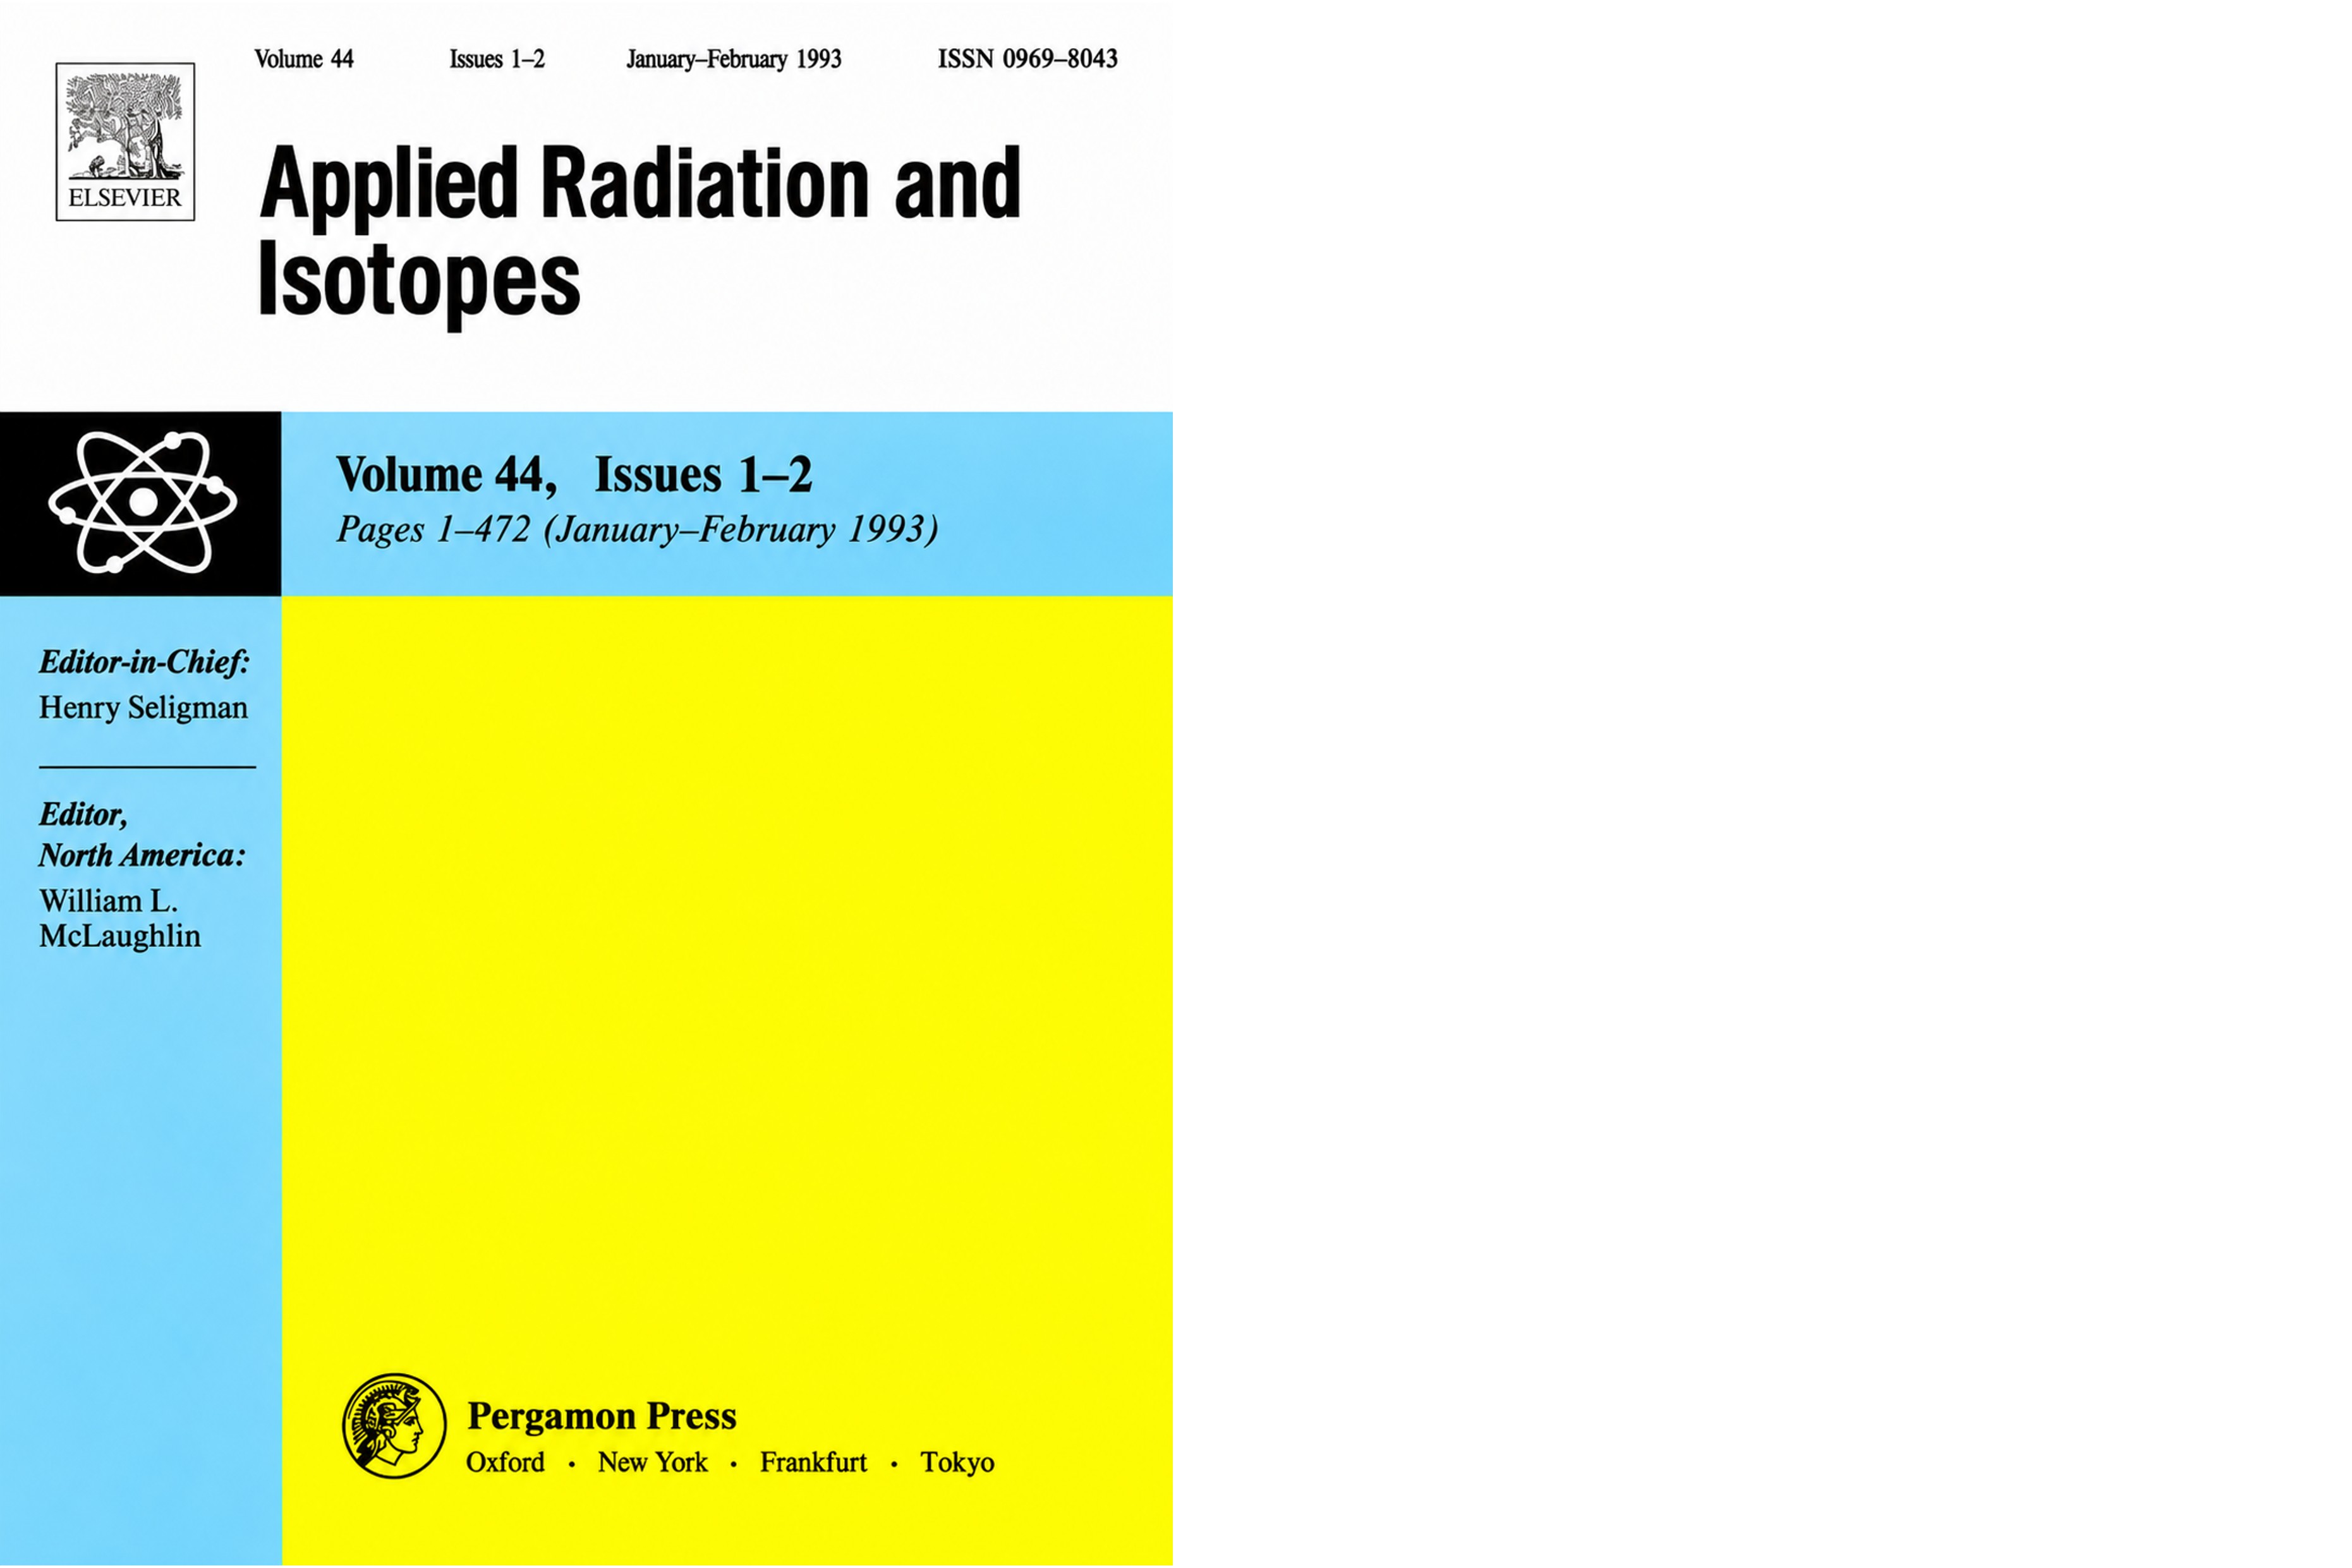 Volume 44 Issues 1–2 January–February 1993 ISSN 0969–8043
ELSEVIER
Applied Radiation and
Isotopes
Volume 44, Issues 1–2
Pages 1–472 (January–February 1993)
Editor-in-Chief:
Henry Seligman
Editor,
North America:
William L.
McLaughlin
Pergamon Press
Oxford · New York · Frankfurt · Tokyo